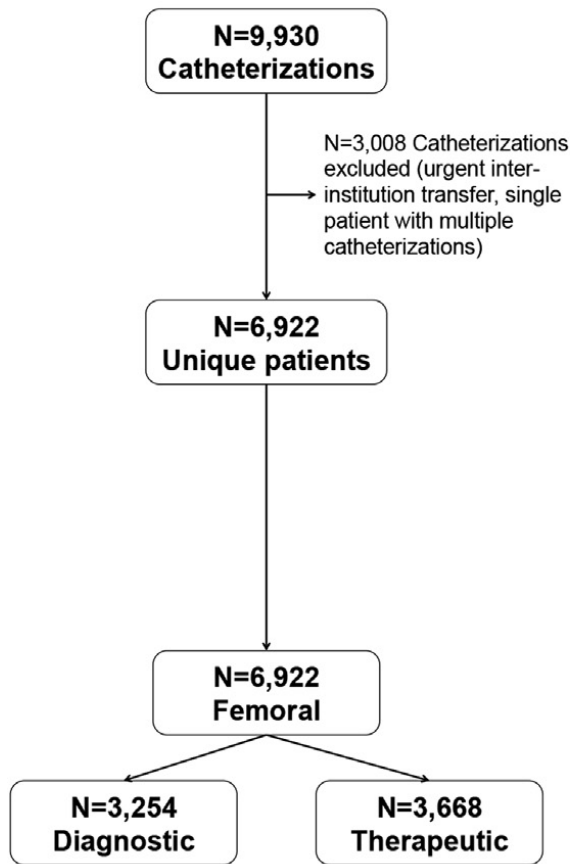 N=9,930
Catheterizations
N=3,008 Catheterizations
excluded (urgent inter-
institution transfer, single
patient with multiple
catheterizations)
N=6,922
Unique patients
N=6,922
Femoral
N=3,254
Diagnostic
N=3,668
Therapeutic